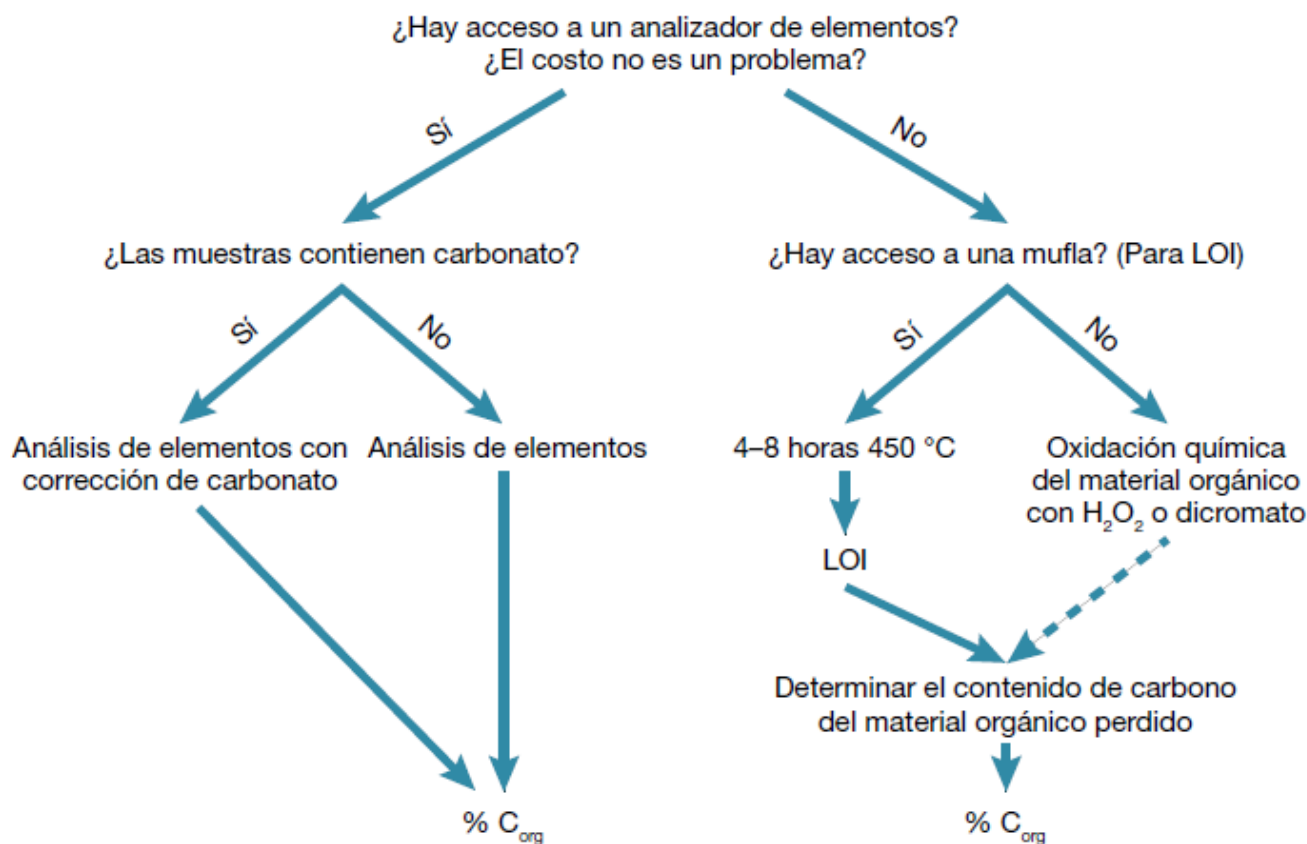 ¿Hay acceso a un analizador de elementos?
¿El costo no es un problema?
Sí
No
¿Las muestras contienen carbonato?
¿Hay acceso a una mufla? (Para LOI)
Sí
No
Sí
No
Análisis de elementos con
corrección de carbonato
Análisis de elementos
4–8 horas 450 °C
Oxidación química
del material orgánico
con H₂O₂ o dicromato
LOI
Determinar el contenido de carbono
del material orgánico perdido
% C_org
% C_org